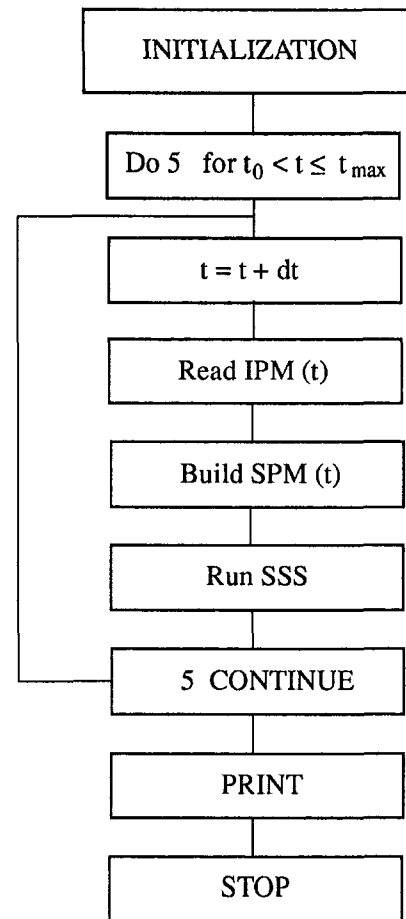 INITIALIZATION
Do 5 for t₀ < t ≤ t max
t = t + dt
Read IPM (t)
Build SPM (t)
Run SSS
5 CONTINUE
PRINT
STOP